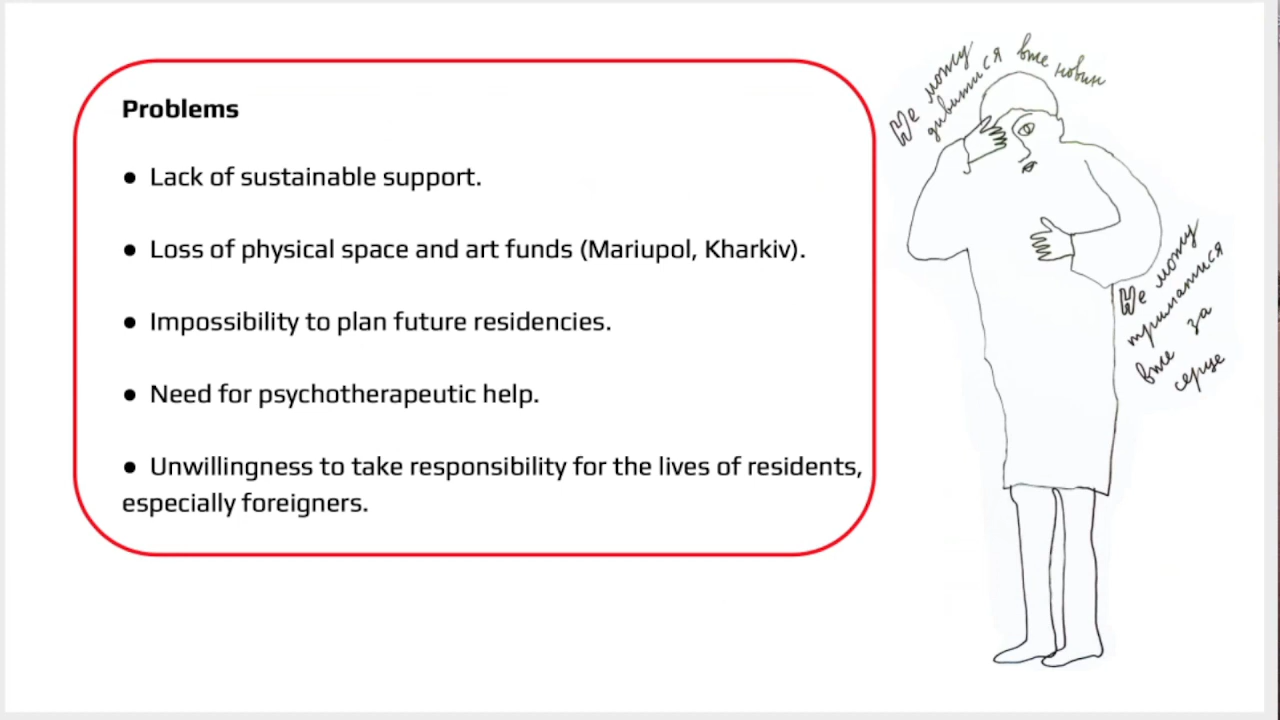 Problems
● Lack of sustainable support.
● Loss of physical space and art funds (Mariupol, Kharkiv).
● Impossibility to plan future residencies.
● Need for psychotherapeutic help.
● Unwillingness to take responsibility for the lives of residents,
especially foreigners.
Не можу
дивитися вже новин
Не можу
триматися
вже за
серце